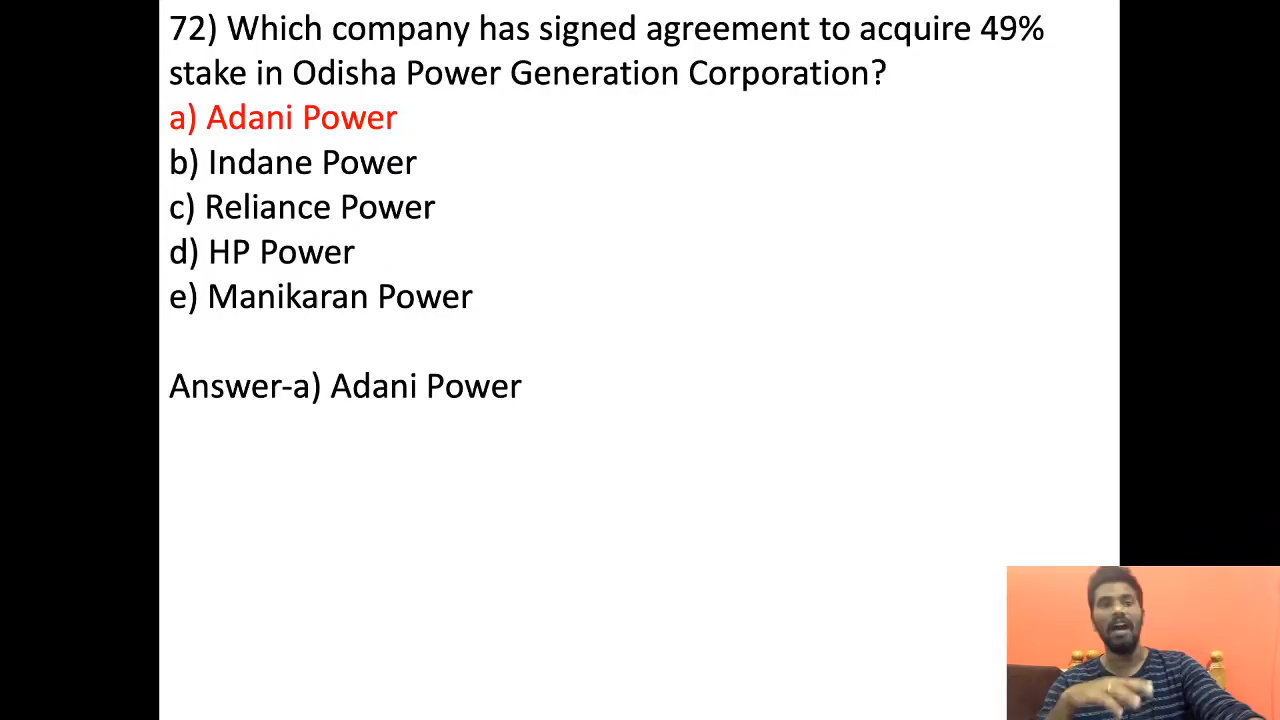 72) Which company has signed agreement to acquire 49%
stake in Odisha Power Generation Corporation?
a) Adani Power
b) Indane Power
c) Reliance Power
d) HP Power
e) Manikaran Power
Answer-a) Adani Power